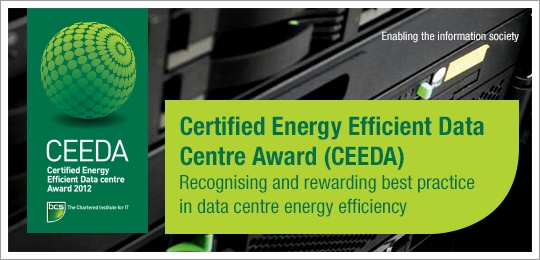 Enabling the information society
CEEDA
Certified Energy
Efficient Data centre
Award 2012
bcs
The Chartered Institute for IT
Certified Energy Efficient Data
Centre Award (CEEDA)
Recognising and rewarding best practice
in data centre energy efficiency